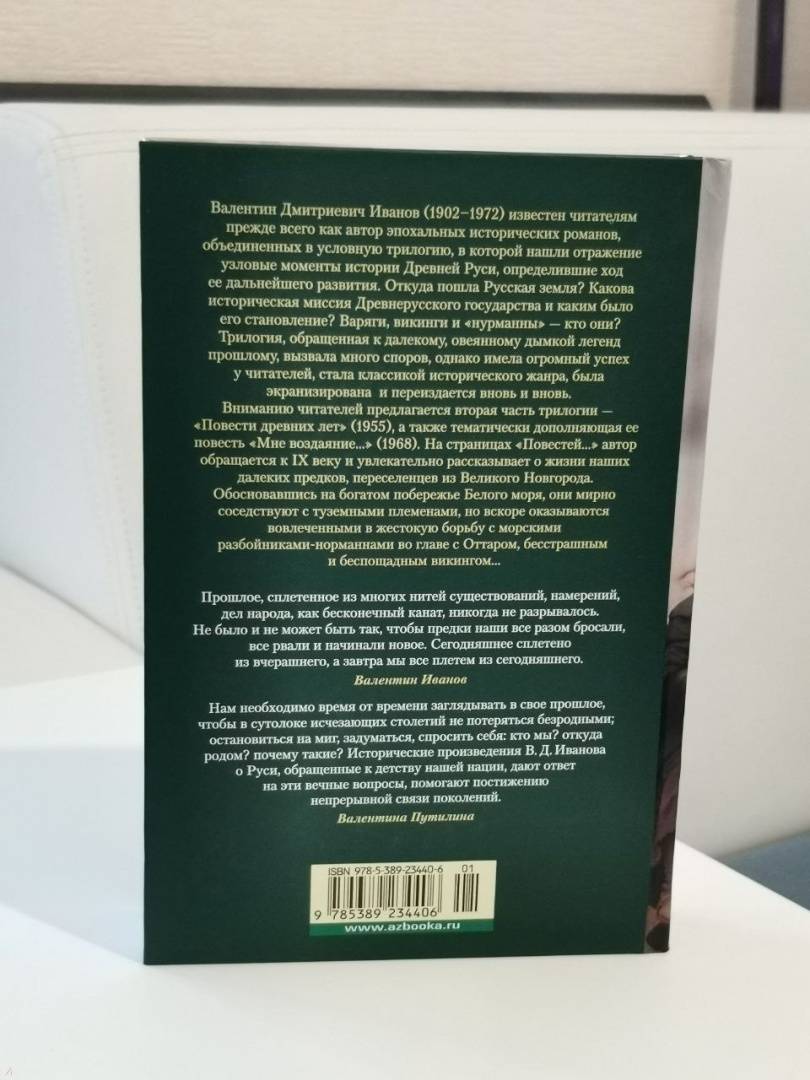 Валентин Дмитриевич Иванов (1902–1972) известен читателям
прежде всего как автор эпохальных исторических романов,
объединенных в условную трилогию, в которой нашли отражение
узловые моменты истории Древней Руси, определившие ход
ее дальнейшего развития. Откуда пошла Русская земля? Какова
историческая миссия Древнерусского государства и каким было
его становление? Варяги, викинги и «нурманны» — кто они?
Трилогия, обращенная к далекому, овеянному дымкой легенд
прошлому, вызвала много споров, однако имела огромный успех
у читателей, стала классикой исторического жанра, была
экранизирована и переиздается вновь и вновь.
Вниманию читателей предлагается вторая часть трилогии —
«Повести древних лет» (1955), а также тематически дополняющая ее
повесть «Мне воздаяние...» (1968). На страницах «Повестей...» автор
обращается к IX веку и увлекательно рассказывает о жизни наших
далеких предков, переселенцев из Великого Новгорода.
Обосновавшись на богатом побережье Белого моря, они мирно
соседствуют с туземными племенами, но вскоре оказываются
вовлеченными в жестокую борьбу с морскими
разбойниками-норманнами во главе с Оттаром, бесстрашным
и беспощадным викингом...
Прошлое, сплетенное из многих нитей существований, намерений,
дел народа, как бесконечный канат, никогда не разрывалось.
Не было и не может быть так, чтобы предки наши все разом бросали,
все рвали и начинали новое. Сегодняшнее сплетено
из вчерашнего, а завтра мы все плетем из сегодняшнего.
Валентин Иванов
Нам необходимо время от времени заглядывать в свое прошлое,
чтобы в сутолоке исчезающих столетий не потеряться безродными;
остановиться на миг, задуматься, спросить себя: кто мы? откуда
родом? почему такие? Исторические произведения В. Д. Иванова
о Руси, обращенные к детству нашей нации, дают ответ
на эти вечные вопросы, помогают постижению
непрерывной связи поколений.
Валентина Путилина
ISBN 978-5-389-23440-6 01
9 785389 234406
www.azbooka.ru